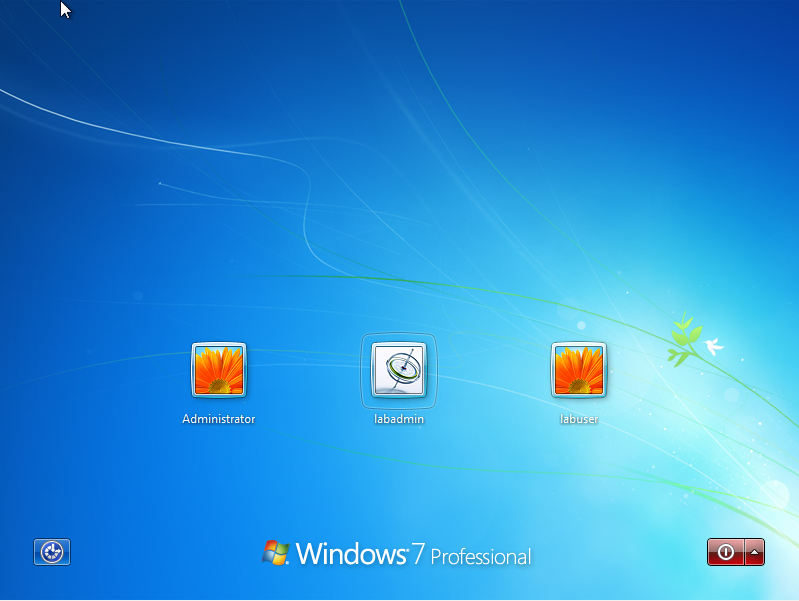 Administrator
labadmin
labuser
Windows 7 Professional